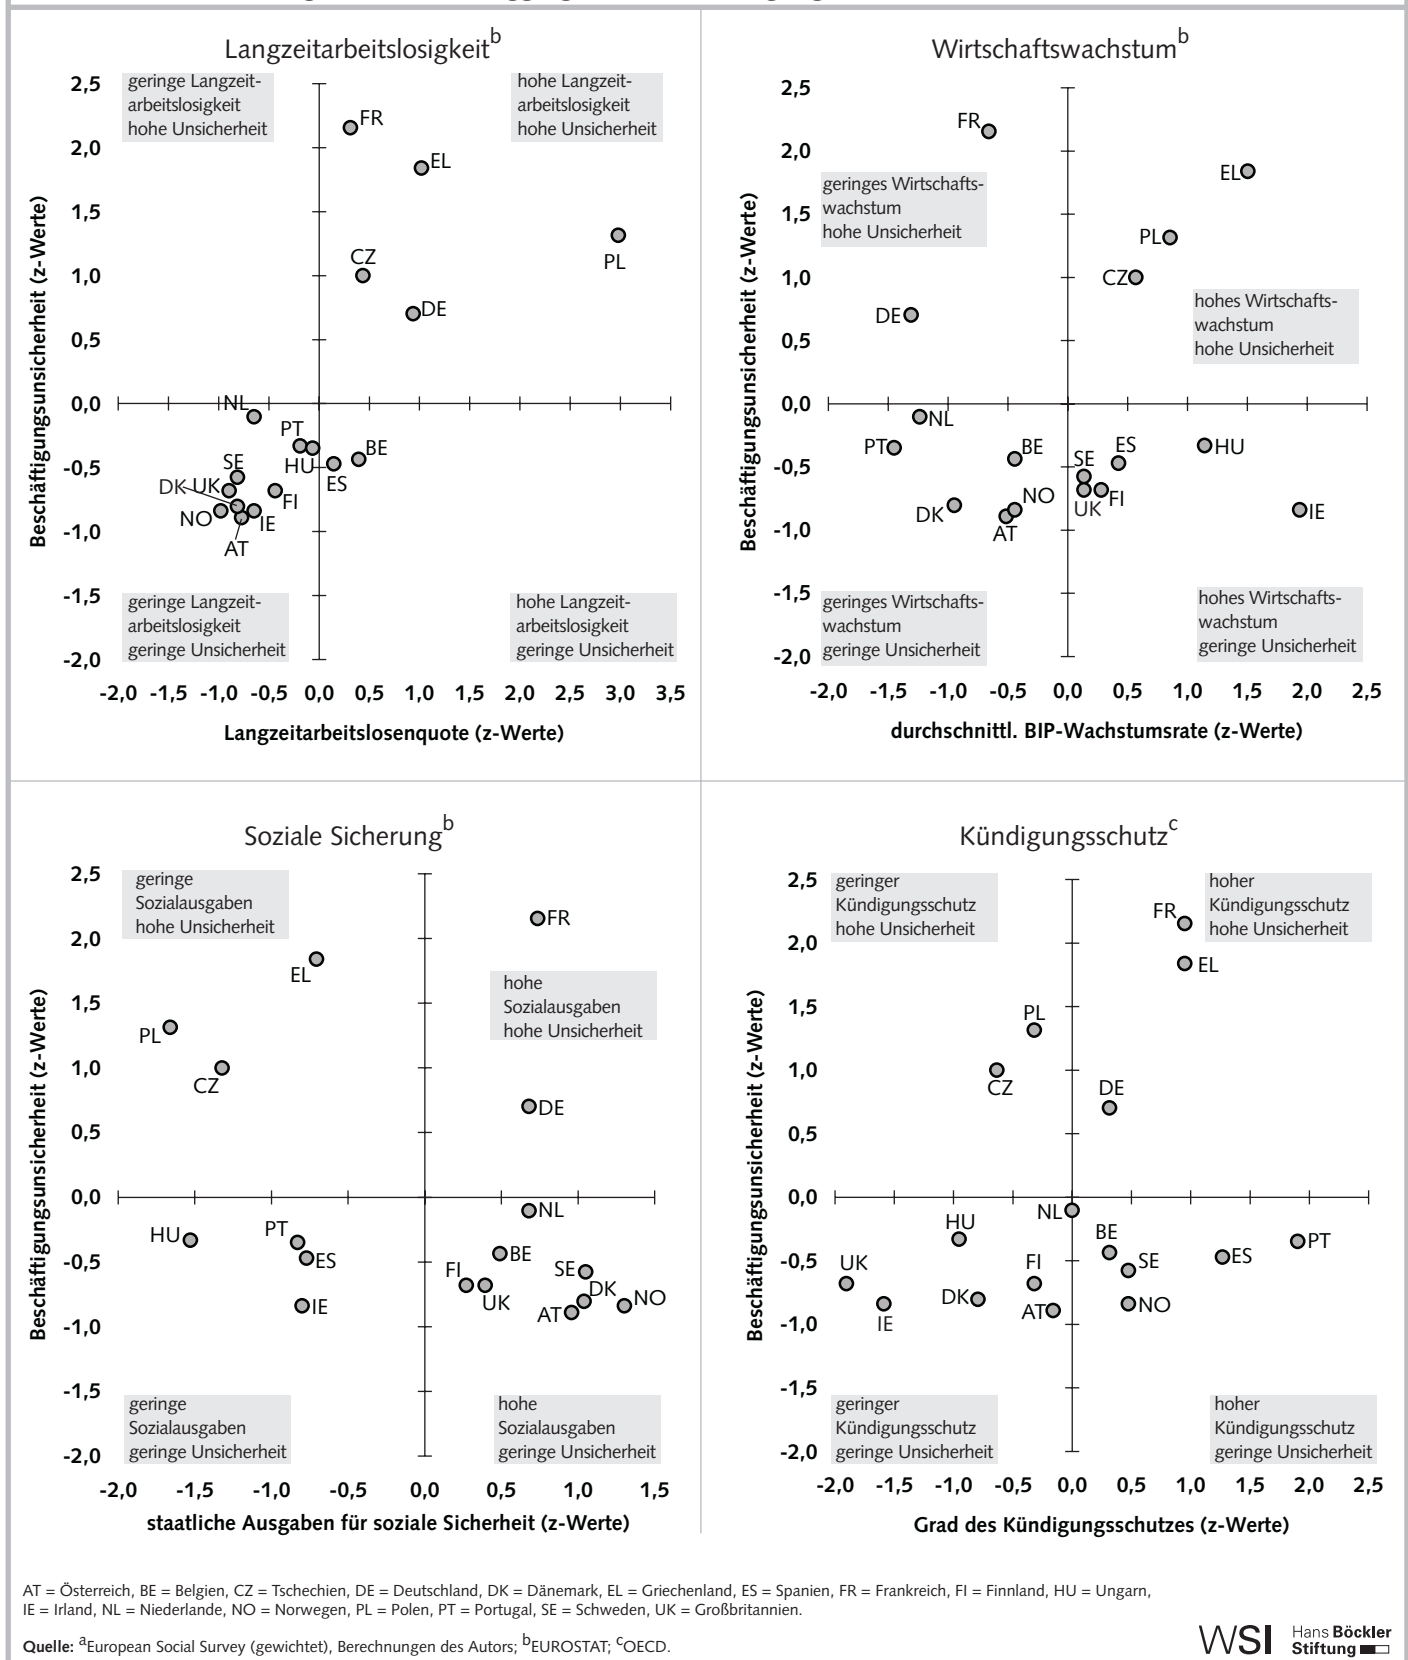 Langzeitarbeitslosigkeitb
geringe Langzeit-
arbeitslosigkeit
hohe Unsicherheit
hohe Langzeit-
arbeitslosigkeit
hohe Unsicherheit
Beschäftigungsunsicherheit (z-Werte)
2,5
2,0
1,5
1,0
0,5
0,0
-0,5
-1,0
-1,5
-2,0
FR
EL
PL
CZ
DE
NL
PT
HU
BE
ES
SE
DK
UK
FI
NO
IE
AT
geringe Langzeit-
arbeitslosigkeit
geringe Unsicherheit
hohe Langzeit-
arbeitslosigkeit
geringe Unsicherheit
-2,0 -1,5 -1,0 -0,5 0,0 0,5 1,0 1,5 2,0 2,5 3,0 3,5
Langzeitarbeitslosenquote (z-Werte)
Wirtschaftswachstumb
Beschäftigungsunsicherheit (z-Werte)
2,5
2,0
1,5
1,0
0,5
0,0
-0,5
-1,0
-1,5
-2,0
FR
EL
geringes Wirtschafts-
wachstum
hohe Unsicherheit
PL
CZ
hohes Wirtschafts-
wachstum
hohe Unsicherheit
DE
NL
PT
BE
ES
HU
SE
DK
NO
UK
FI
IE
AT
geringes Wirtschafts-
wachstum
geringe Unsicherheit
hohes Wirtschafts-
wachstum
geringe Unsicherheit
-2,0 -1,5 -1,0 -0,5 0,0 0,5 1,0 1,5 2,0 2,5
durchschnittl. BIP-Wachstumsrate (z-Werte)
Soziale Sicherungb
Beschäftigungsunsicherheit (z-Werte)
2,5
2,0
1,5
1,0
0,5
0,0
-0,5
-1,0
-1,5
-2,0
geringe
Sozialausgaben
hohe Unsicherheit
FR
EL
hohe
Sozialausgaben
hohe Unsicherheit
PL
CZ
DE
NL
HU
PT
ES
BE
FI
SE
UK
DK
NO
IE
AT
geringe
Sozialausgaben
geringe Unsicherheit
hohe
Sozialausgaben
geringe Unsicherheit
-2,0 -1,5 -1,0 -0,5 0,0 0,5 1,0 1,5
staatliche Ausgaben für soziale Sicherheit (z-Werte)
Kündigungsschutzc
Beschäftigungsunsicherheit (z-Werte)
2,5
2,0
1,5
1,0
0,5
0,0
-0,5
-1,0
-1,5
-2,0
geringer
Kündigungsschutz
hohe Unsicherheit
hoher
Kündigungsschutz
hohe Unsicherheit
FR
EL
PL
CZ
DE
NL
HU
BE
PT
UK
FI
SE
ES
DK
IE
AT
NO
geringer
Kündigungsschutz
geringe Unsicherheit
hoher
Kündigungsschutz
geringe Unsicherheit
-2,0 -1,5 -1,0 -0,5 0,0 0,5 1,0 1,5 2,0 2,5
Grad des Kündigungsschutzes (z-Werte)
AT = Österreich, BE = Belgien, CZ = Tschechien, DE = Deutschland, DK = Dänemark, EL = Griechenland, ES = Spanien, FR = Frankreich, FI = Finnland, HU = Ungarn,
IE = Irland, NL = Niederlande, NO = Norwegen, PL = Polen, PT = Portugal, SE = Schweden, UK = Großbritannien.
Quelle: aEuropean Social Survey (gewichtet), Berechnungen des Autors; bEUROSTAT; cOECD.
WSI
Hans Böckler
Stiftung